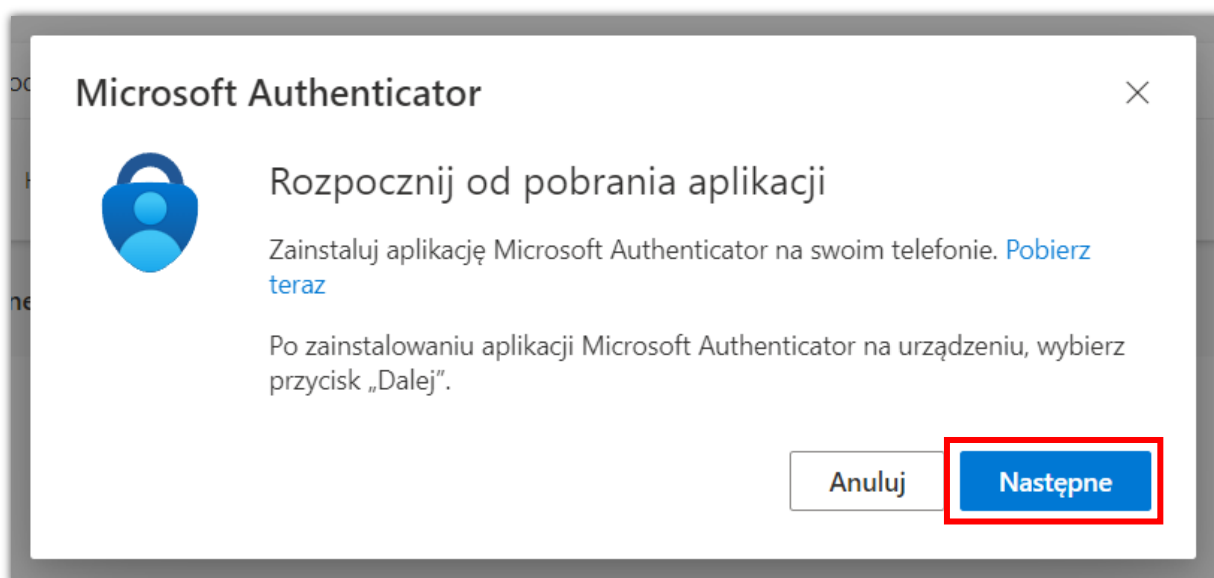 Microsoft Authenticator
Rozpocznij od pobrania aplikacji
Zainstaluj aplikację Microsoft Authenticator na swoim telefonie. Pobierz
teraz
Po zainstalowaniu aplikacji Microsoft Authenticator na urządzeniu, wybierz
przycisk „Dalej”.
Anuluj
Następne